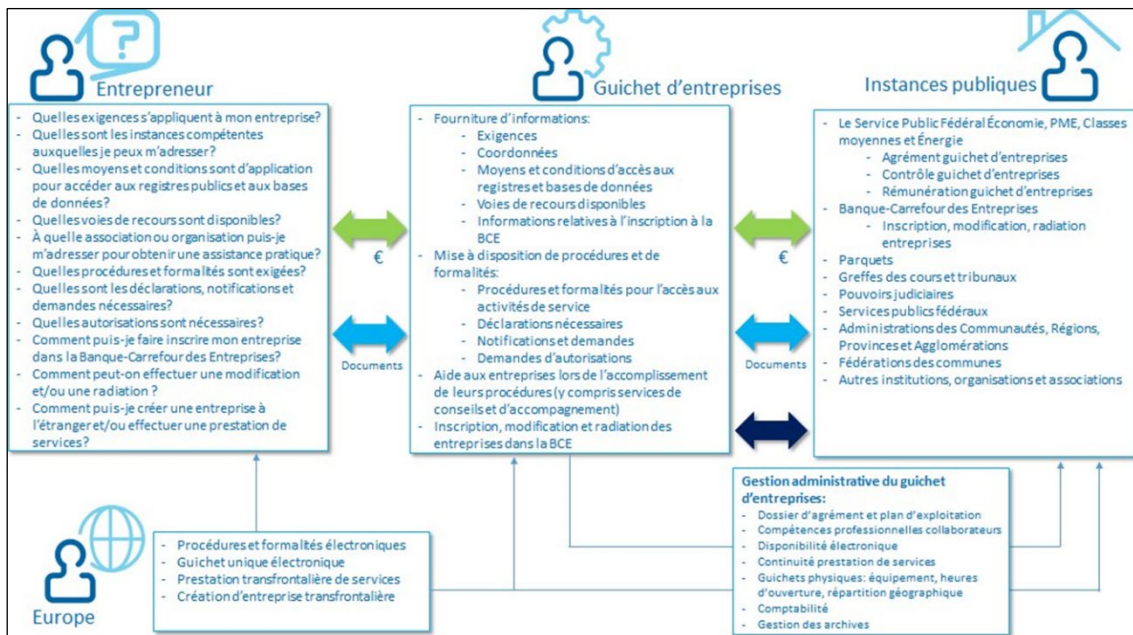 Entrepreneur
- Quelles exigences s'appliquent à mon entreprise?
- Quelles sont les instances compétentes
auxquelles je peux m'adresser?
- Quelles moyens et conditions sont d'application
pour accéder aux registres publics et aux bases
de données?
- Quelles voies de recours sont disponibles?
- À quelle association ou organisation puis-je
m'adresser pour obtenir une assistance pratique?
- Quelles procédures et formalités sont exigées?
- Quelles sont les déclarations, notifications et
demandes nécessaires?
- Quelles autorisations sont nécessaires?
- Comment puis-je faire inscrire mon entreprise
dans la Banque-Carrefour des Entreprises?
- Comment peut-on effectuer une modification
et/ou une radiation ?
- Comment puis-je créer une entreprise à
l'étranger et/ou effectuer une prestation de
services?
€
Documents
Guichet d'entreprises
- Fourniture d'informations:
- Exigences
- Coordonnées
- Moyens et conditions d'accès aux
registres et bases de données
- Voies de recours disponibles
- Informations relatives à l'inscription à la
BCE
- Mise à disposition de procédures et de
formalités:
- Procédures et formalités pour l'accès aux
activités de service
- Déclarations nécessaires
- Notifications et demandes
- Demandes d'autorisations
- Aide aux entreprises lors de l'accomplissement
de leurs procédures (y compris services de
conseils et d'accompagnement)
- Inscription, modification et radiation des
entreprises dans la BCE
€
Documents
Instances publiques
- Le Service Public Fédéral Économie, PME, Classes
moyennes et Énergie
- Agrément guichet d'entreprises
- Contrôle guichet d'entreprises
- Rémunération guichet d'entreprises
- Banque-Carrefour des Entreprises
- Inscription, modification, radiation
entreprises
- Parquets
- Greffes des cours et tribunaux
- Pouvoirs judiciaires
- Services publics fédéraux
- Administrations des Communautés, Régions,
Provinces et Agglomérations
- Fédérations des communes
- Autres institutions, organisations et associations
Europe
- Procédures et formalités électroniques
- Guichet unique électronique
- Prestation transfrontalière de services
- Création d'entreprise transfrontalière
Gestion administrative du guichet
d'entreprises:
- Dossier d'agrément et plan d'exploitation
- Compétences professionnelles collaborateurs
- Disponibilité électronique
- Continuité prestation de services
- Guichets physiques: équipement, heures
d'ouverture, répartition géographique
- Comptabilité
- Gestion des archives